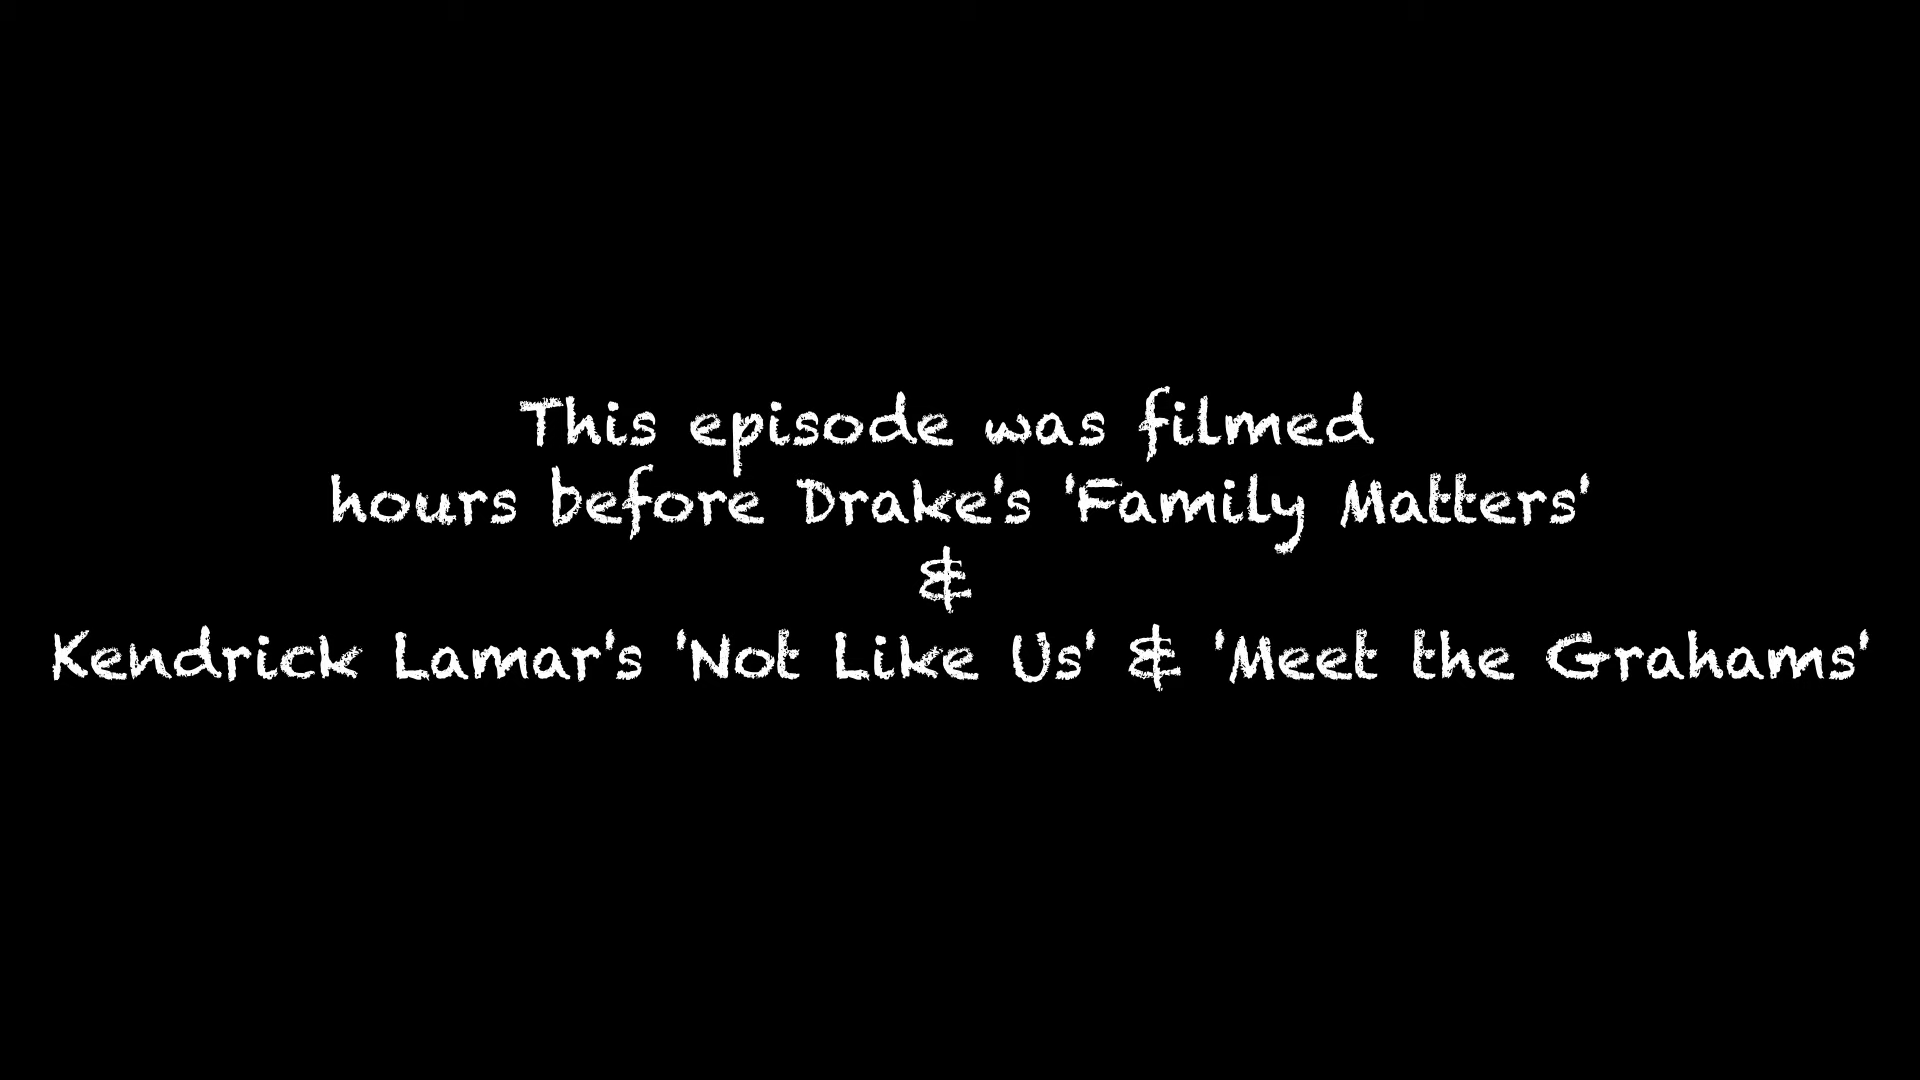 This episode was filmed
hours before Drake's 'Family Matters'
&
Kendrick Lamar's 'Not Like Us' & 'Meet the Grahams'